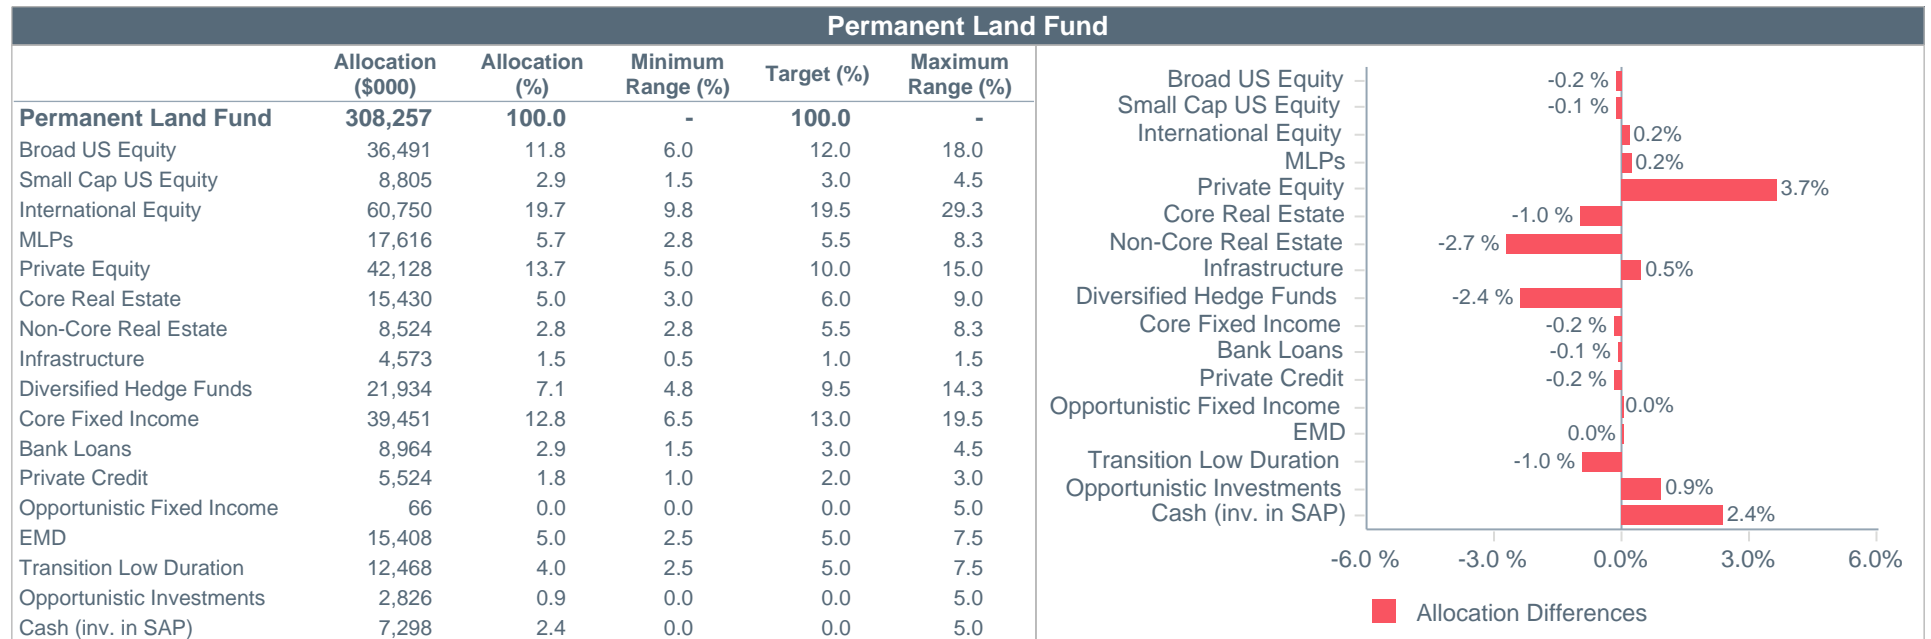 Permanent Land Fund
Allocation ($000) Allocation (%) Minimum Range (%) Target (%) Maximum Range (%)
Permanent Land Fund 308,257 100.0 - 100.0 -
Broad US Equity 36,491 11.8 6.0 12.0 18.0
Small Cap US Equity 8,805 2.9 1.5 3.0 4.5
International Equity 60,750 19.7 9.8 19.5 29.3
MLPs 17,616 5.7 2.8 5.5 8.3
Private Equity 42,128 13.7 5.0 10.0 15.0
Core Real Estate 15,430 5.0 3.0 6.0 9.0
Non-Core Real Estate 8,524 2.8 2.8 5.5 8.3
Infrastructure 4,573 1.5 0.5 1.0 1.5
Diversified Hedge Funds 21,934 7.1 4.8 9.5 14.3
Core Fixed Income 39,451 12.8 6.5 13.0 19.5
Bank Loans 8,964 2.9 1.5 3.0 4.5
Private Credit 5,524 1.8 1.0 2.0 3.0
Opportunistic Fixed Income 66 0.0 0.0 0.0 5.0
EMD 15,408 5.0 2.5 5.0 7.5
Transition Low Duration 12,468 4.0 2.5 5.0 7.5
Opportunistic Investments 2,826 0.9 0.0 0.0 5.0
Cash (inv. in SAP) 7,298 2.4 0.0 0.0 5.0
Broad US Equity -0.2 %
Small Cap US Equity -0.1 %
International Equity 0.2%
MLPs 0.2%
Private Equity 3.7%
Core Real Estate -1.0 %
Non-Core Real Estate -2.7 %
Infrastructure 0.5%
Diversified Hedge Funds -2.4 %
Core Fixed Income -0.2 %
Bank Loans -0.1 %
Private Credit -0.2 %
Opportunistic Fixed Income 0.0%
EMD 0.0%
Transition Low Duration -1.0 %
Opportunistic Investments 0.9%
Cash (inv. in SAP) 2.4%
-6.0 % -3.0 % 0.0% 3.0% 6.0%
Allocation Differences